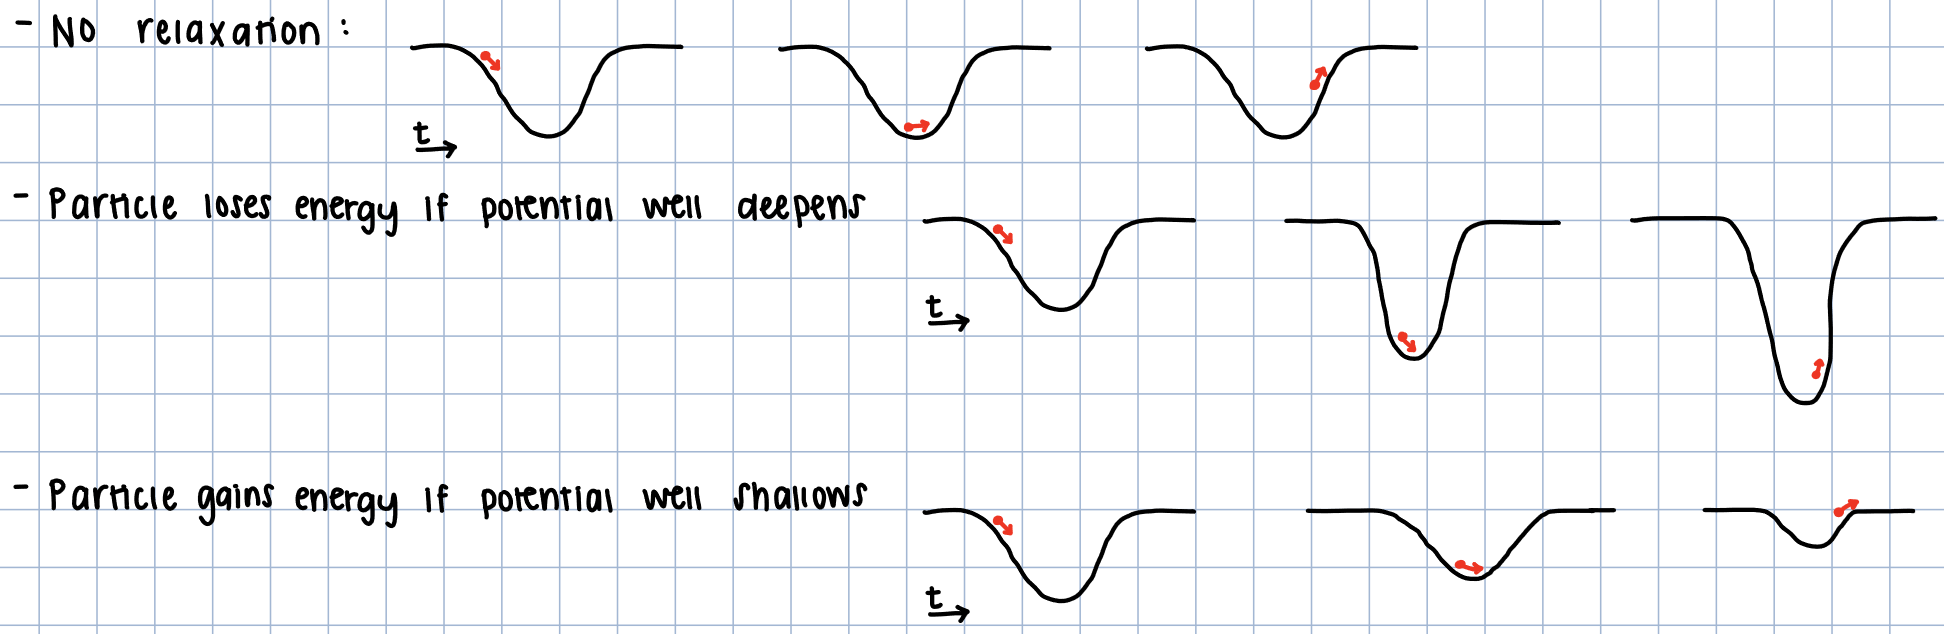 - No relaxation:
t
- Particle loses energy if potential well deepens
t
- Particle gains energy if potential well shallows
t